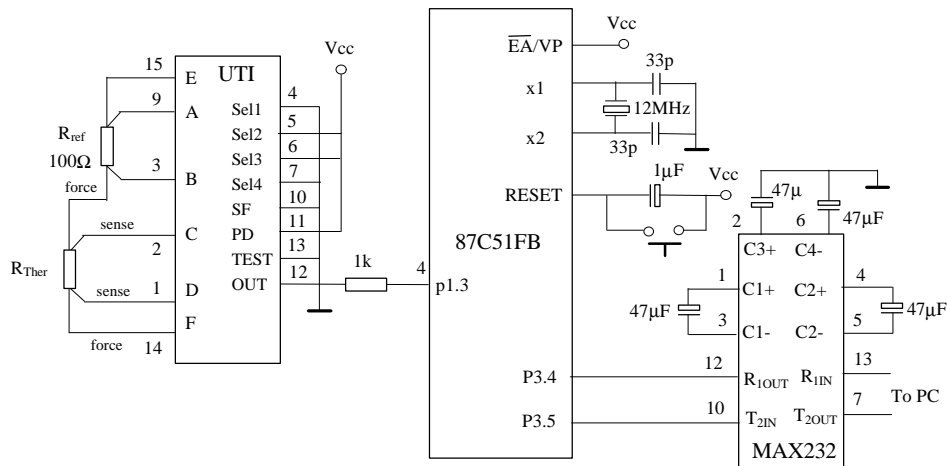 Vcc
15
E
UTI
9
A
4
Sel1
5
Sel2
6
Sel3
7
Sel4
10
SF
11
PD
13
TEST
12
OUT
Rref
100Ω
3
B
force
sense
C
2
RTher
1
D
sense
F
force
14
1k
4
p1.3
87C51FB
EA/VP
Vcc
x1
33p
12MHz
x2
33p
RESET
1μF
Vcc
P3.4
P3.5
47μ
2
6
47μF
C3+
C4-
1
C1+
C2+
4
47μF
3
C1-
C2-
5
47μF
12
R1OUT
R1IN
13
10
T2IN
T2OUT
7
To PC
MAX232